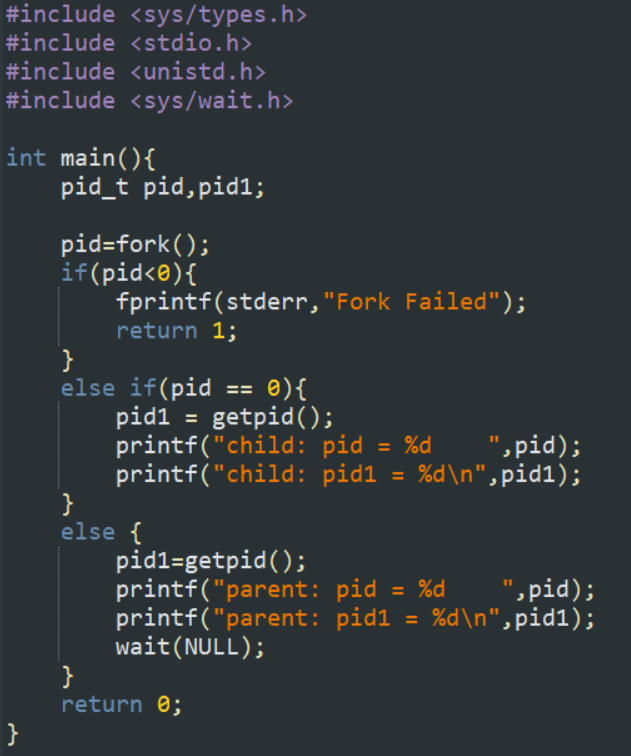 #include <sys/types.h>
#include <stdio.h>
#include <unistd.h>
#include <sys/wait.h>

int main(){
    pid_t pid,pid1;

    pid=fork();
    if(pid<0){
        fprintf(stderr,"Fork Failed");
        return 1;
    }
    else if(pid == 0){
        pid1 = getpid();
        printf("child: pid = %d    ",pid);
        printf("child: pid1 = %d\n",pid1);
    }
    else {
        pid1=getpid();
        printf("parent: pid = %d    ",pid);
        printf("parent: pid1 = %d\n",pid1);
        wait(NULL);
    }
    return 0;
}